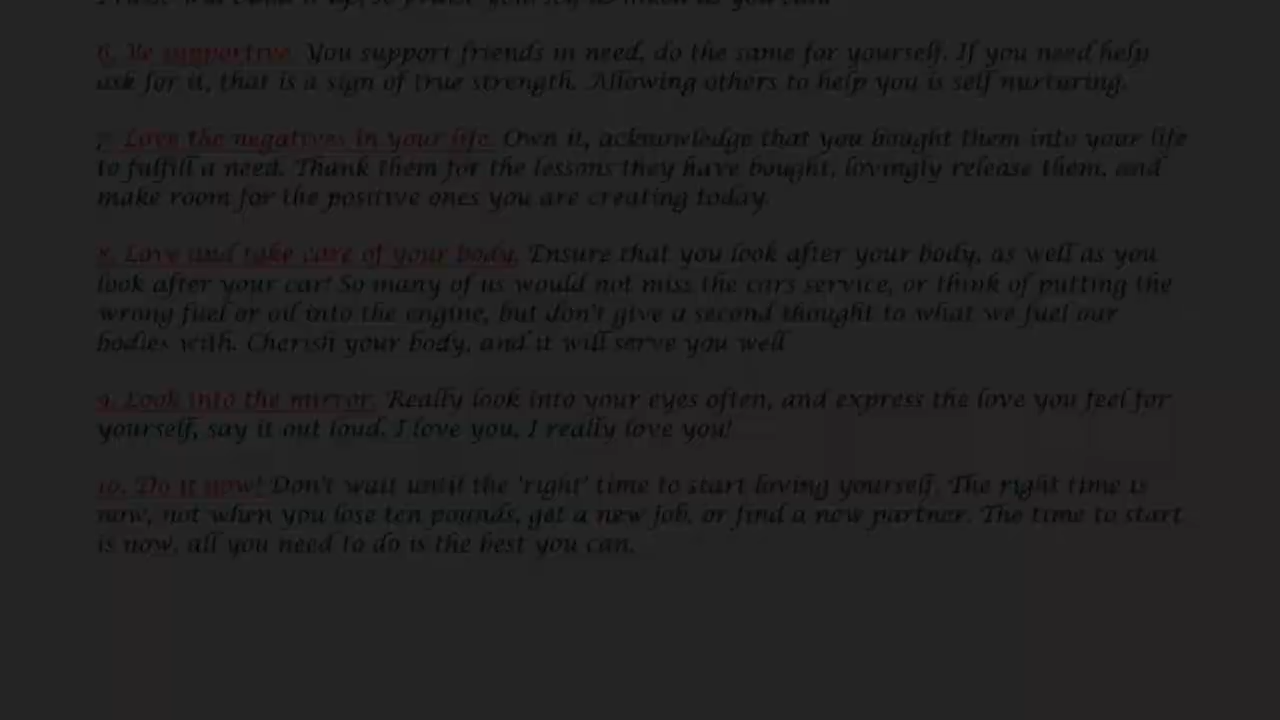 6. Be supportive. You support friends in need, do the same for yourself. If you need help
ask for it, that is a sign of true strength. Allowing others to help you is self nurturing.
7. Love the negatives in your life. Own it, acknowledge that you bought them into your life
to fulfill a need. Thank them for the lessons they have bought, lovingly release them, and
make room for the positive ones you are creating today.
8. Love and take care of your body. Ensure that you look after your body, as well as you
look after your car! So many of us would not miss the cars service, or think of putting the
wrong fuel or oil into the engine, but don't give a second thought to what we fuel our
bodies with. Cherish your body, and it will serve you well
9. Look into the mirror. Really look into your eyes often, and express the love you feel for
yourself, say it out loud. I love you, I really love you!
10. Do it now! Don't wait until the 'right' time to start loving yourself. The right time is
now, not when you lose ten pounds, get a new job, or find a new partner. The time to start
is now, all you need to do is the best you can.